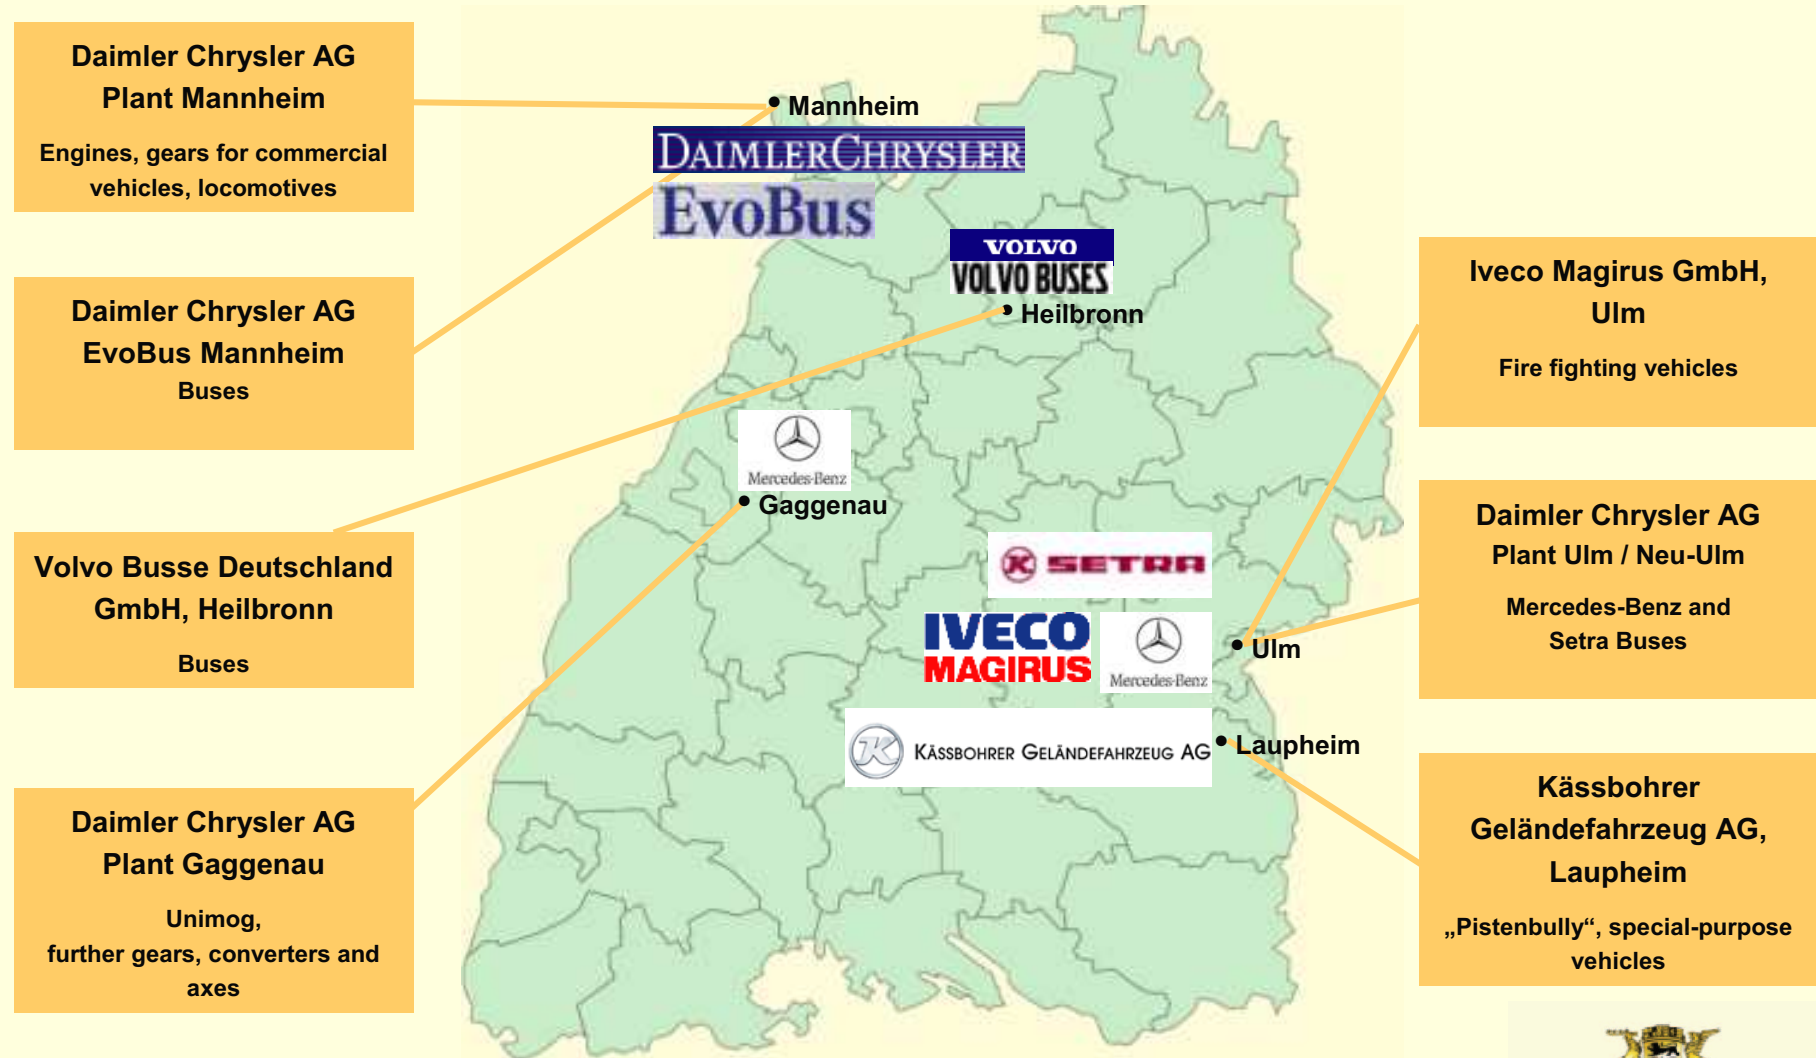 Daimler Chrysler AG
Plant Mannheim
Engines, gears for commercial
vehicles, locomotives
Daimler Chrysler AG
EvoBus Mannheim
Buses
Volvo Busse Deutschland
GmbH, Heilbronn
Buses
Daimler Chrysler AG
Plant Gaggenau
Unimog,
further gears, converters and
axes
Mannheim
DAIMLERCHRYSLER
EvoBus
VOLVO
VOLVO BUSES
Heilbronn
Mercedes-Benz
Gaggenau
K SETRA
IVECO
MAGIRUS
Mercedes-Benz
Ulm
K KÄSSBOHRER GELÄNDEFAHRZEUG AG
Laupheim
Iveco Magirus GmbH,
Ulm
Fire fighting vehicles
Daimler Chrysler AG
Plant Ulm / Neu-Ulm
Mercedes-Benz and
Setra Buses
Kässbohrer
Geländefahrzeug AG,
Laupheim
„Pistenbully“, special-purpose
vehicles